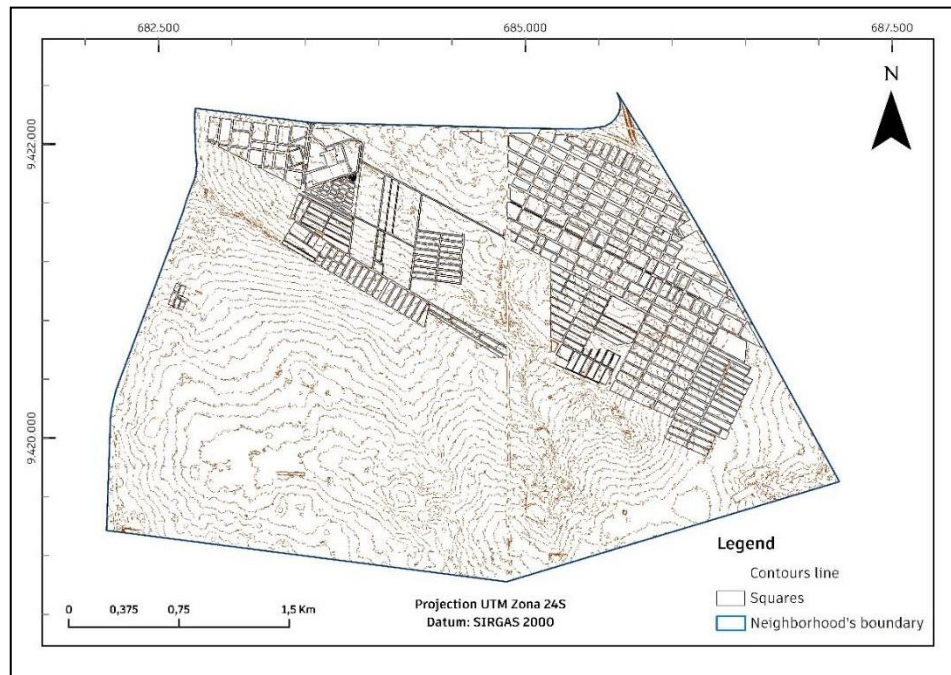 682.500 685.000 687.500
N
9.422.000
9.420.000
Legend
Contours line
Squares
Neighborhood's boundary
0 0,375 0,75 1,5 Km
Projection UTM Zona 24S
Datum: SIRGAS 2000